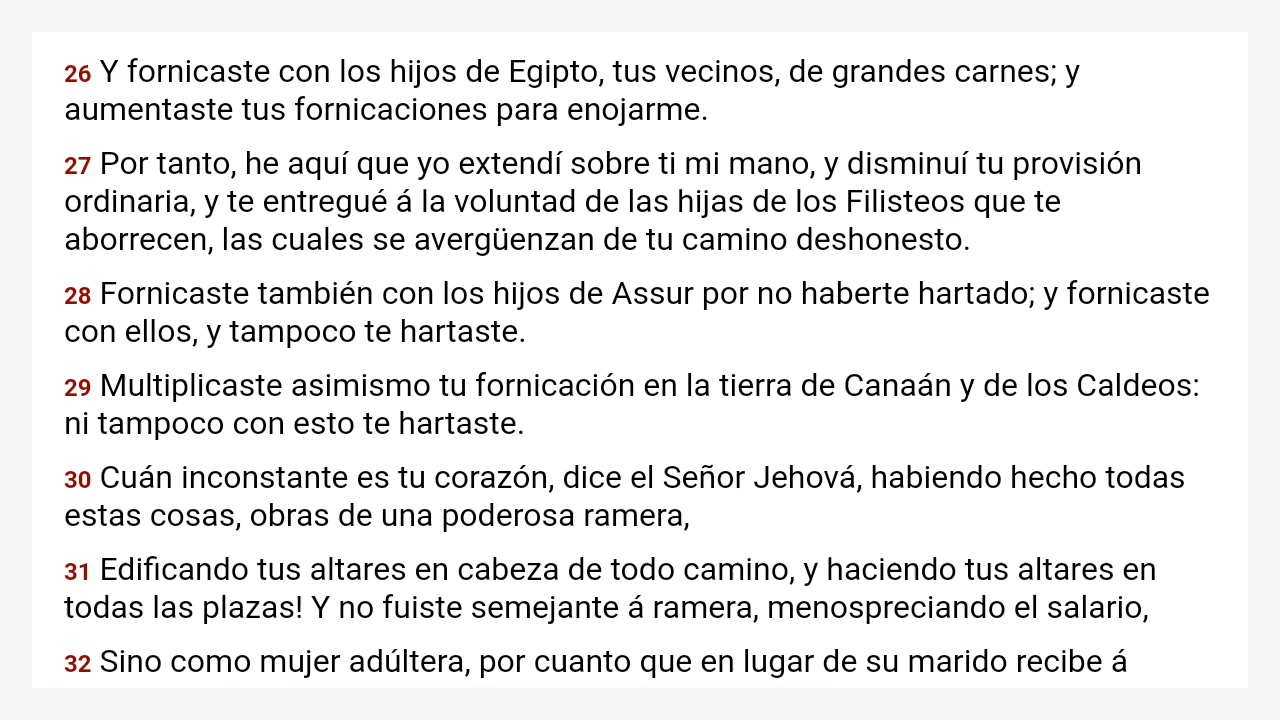 26 Y fornicaste con los hijos de Egipto, tus vecinos, de grandes carnes; y
aumentaste tus fornicaciones para enojarme.
27 Por tanto, he aquí que yo extendí sobre ti mi mano, y disminuí tu provisión
ordinaria, y te entregué á la voluntad de las hijas de los Filisteos que te
aborrecen, las cuales se avergüenzan de tu camino deshonesto.
28 Fornicaste también con los hijos de Assur por no haberte hartado; y fornicaste
con ellos, y tampoco te hartaste.
29 Multiplicaste asimismo tu fornicación en la tierra de Canaán y de los Caldeos:
ni tampoco con esto te hartaste.
30 Cuán inconstante es tu corazón, dice el Señor Jehová, habiendo hecho todas
estas cosas, obras de una poderosa ramera,
31 Edificando tus altares en cabeza de todo camino, y haciendo tus altares en
todas las plazas! Y no fuiste semejante á ramera, menospreciando el salario,
32 Sino como mujer adúltera, por cuanto que en lugar de su marido recibe á